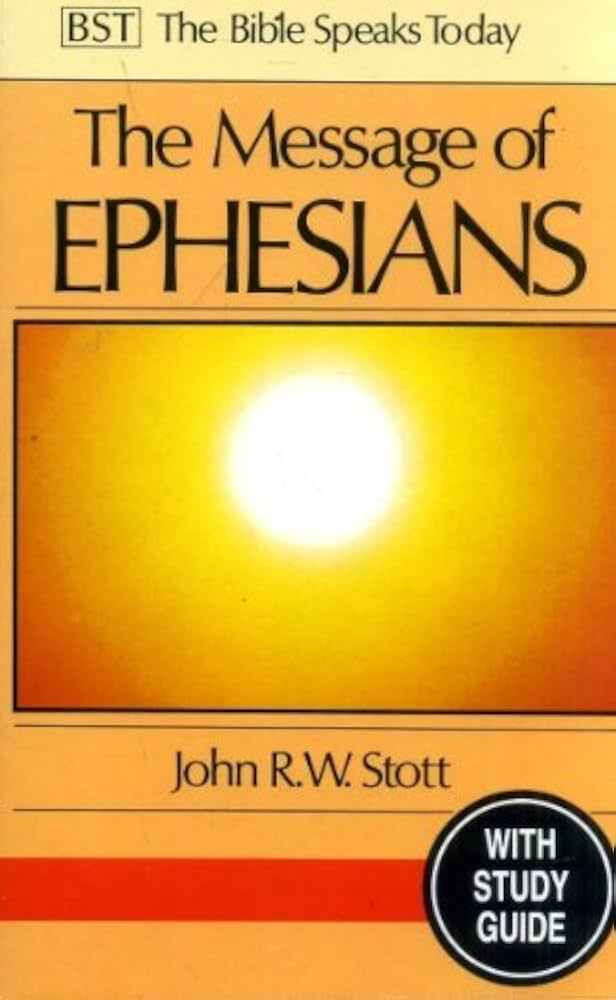 BST The Bible Speaks Today
The Message of
EPHESIANS
John R.W. Stott
WITH
STUDY
GUIDE